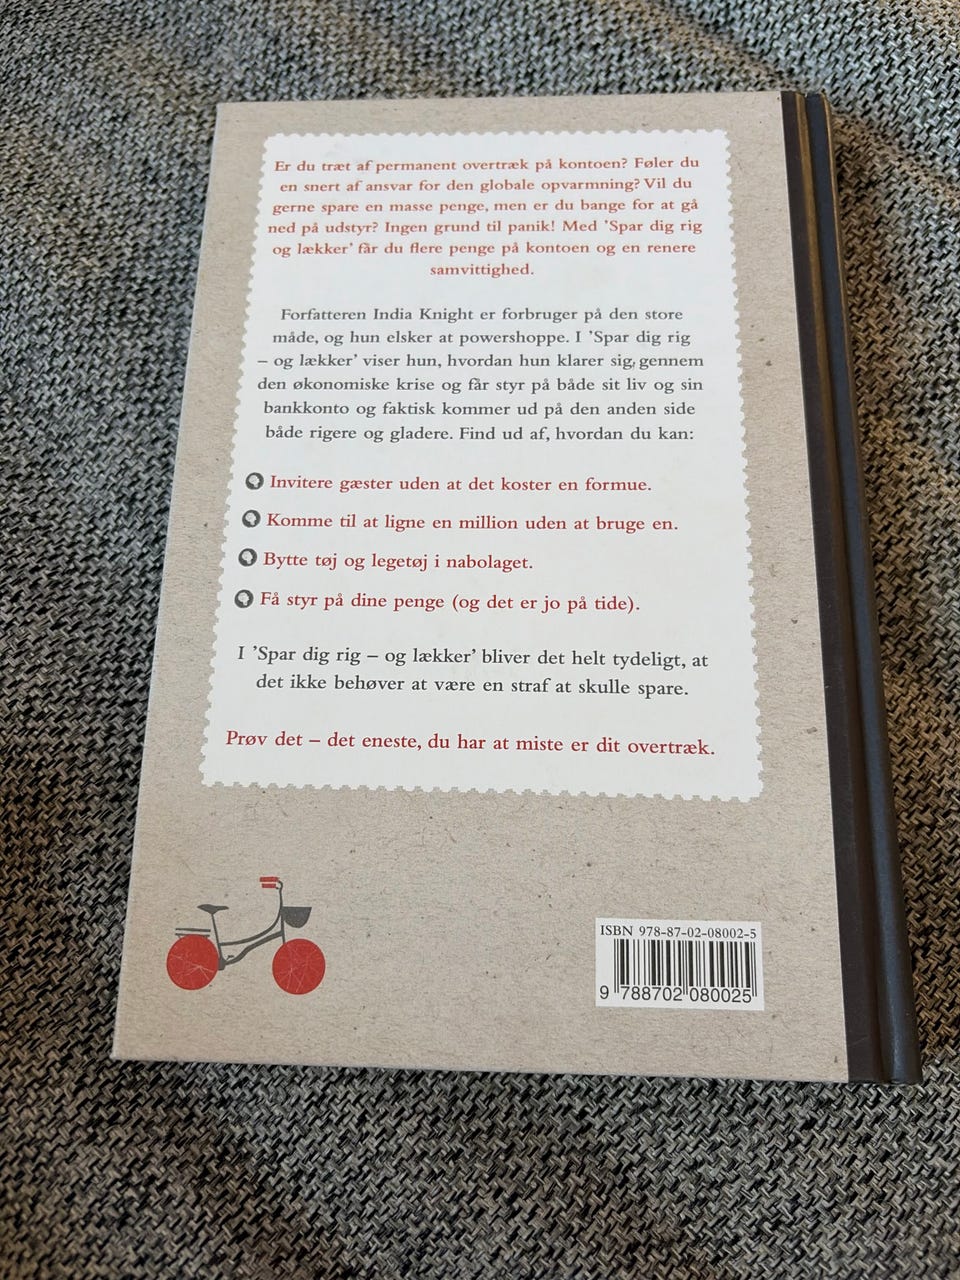 Er du træt af permanent overtræk på kontoen? Føler du
en snert af ansvar for den globale opvarmning? Vil du
gerne spare en masse penge, men er du bange for at gå
ned på udstyr? Ingen grund til panik! Med ’Spar dig rig
og lækker’ får du flere penge på kontoen og en renere
samvittighed.
Forfatteren India Knight er forbruger på den store
måde, og hun elsker at powershoppe. I ’Spar dig rig
– og lækker’ viser hun, hvordan hun klarer sig gennem
den økonomiske krise og får styr på både sit liv og sin
bankkonto og faktisk kommer ud på den anden side
både rigere og gladere. Find ud af, hvordan du kan:
Invitere gæster uden at det koster en formue.
Komme til at ligne en million uden at bruge en.
Bytte tøj og legetøj i nabolaget.
Få styr på dine penge (og det er jo på tide).
I ’Spar dig rig – og lækker’ bliver det helt tydeligt, at
det ikke behøver at være en straf at skulle spare.
Prøv det – det eneste, du har at miste er dit overtræk.
ISBN 978-87-02-08002-5
9 788702 080025